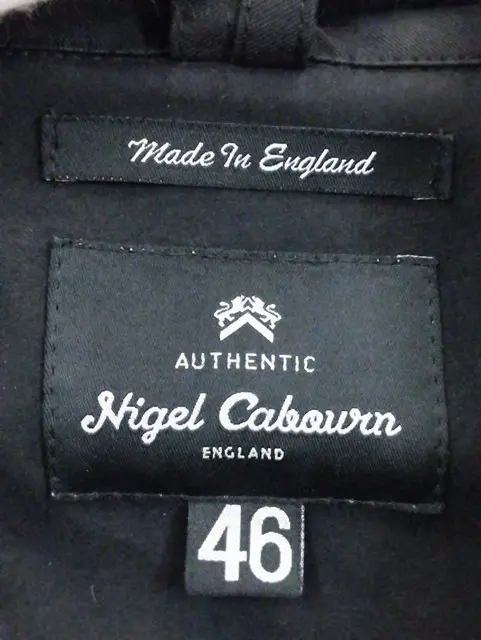 Made In England
AUTHENTIC
Nigel Cabourn
ENGLAND
46